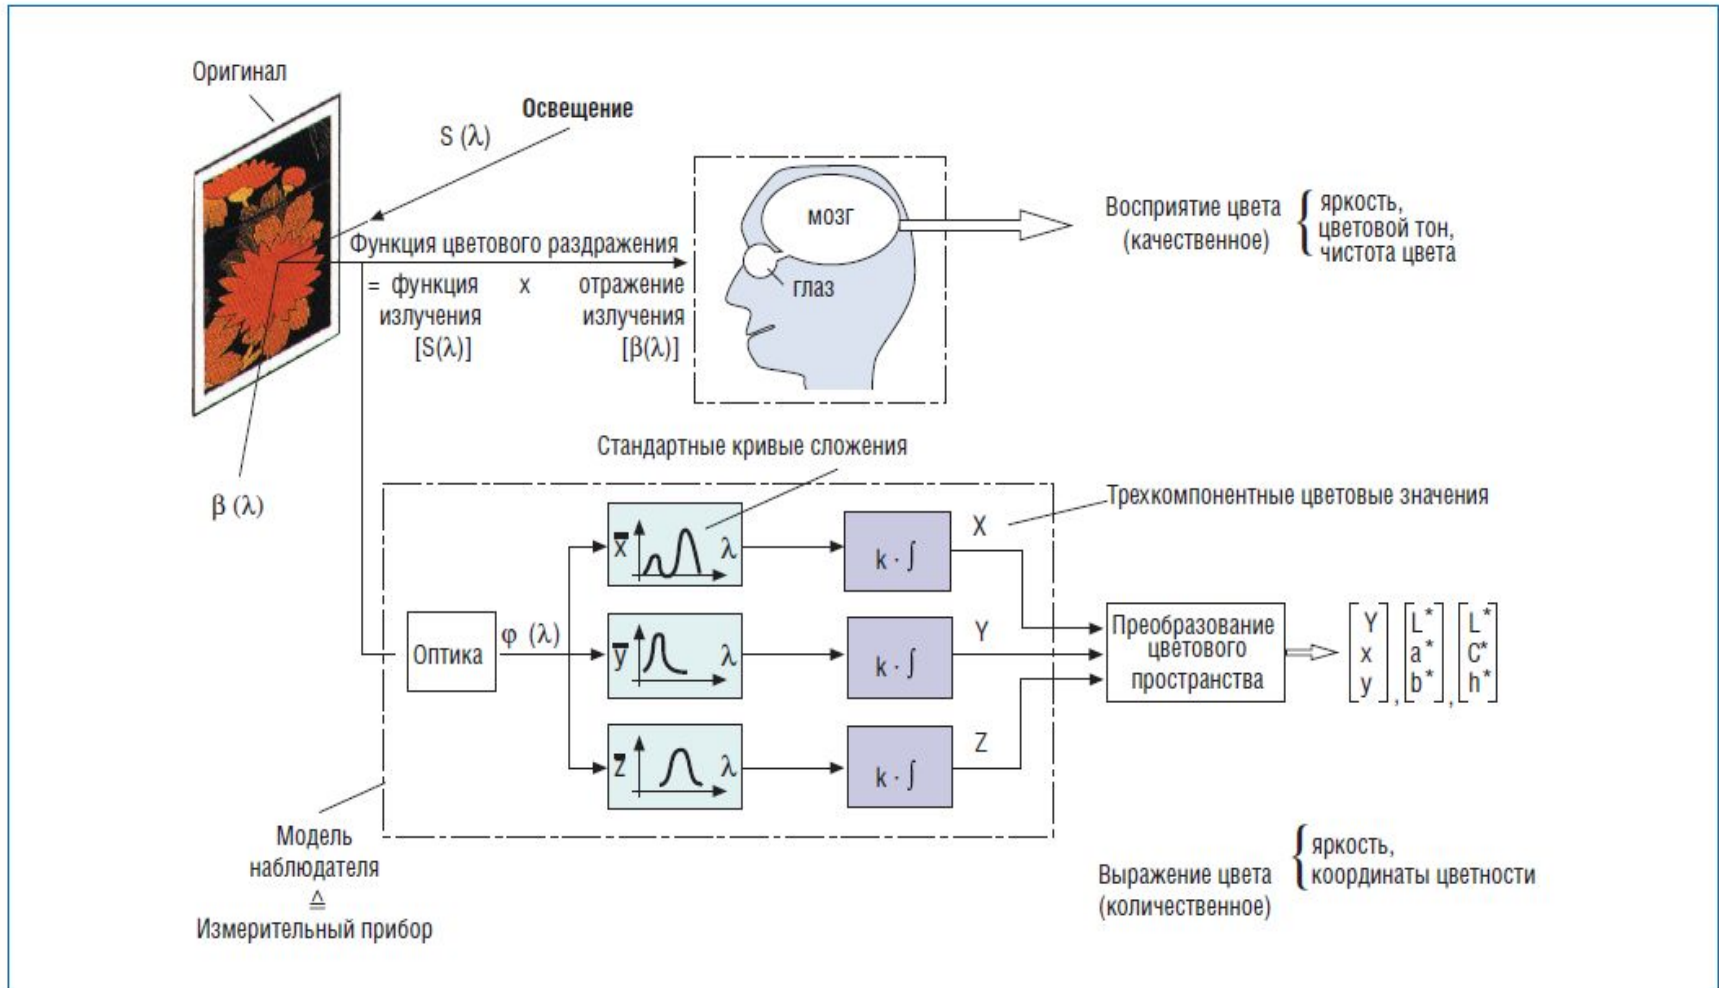 Оригинал
Освещение
S (λ)
Функция цветового раздражения
= функция x отражение
излучения излучения
[S(λ)] [β(λ)]
β (λ)
мозг
глаз
Восприятие цвета
(качественное)
{ яркость,
цветовой тон,
чистота цвета
Стандартные кривые сложения
Трехкомпонентные цветовые значения
Оптика
φ (λ)
x̅ λ
k · ∫
X
y̅ λ
k · ∫
Y
z̅ λ
k · ∫
Z
Преобразование
цветового
пространства
[Y [L* [L*
x a* C*
y], b*], h*]
Модель
наблюдателя
≙
Измерительный прибор
Выражение цвета
(количественное)
{ яркость,
координаты цветности